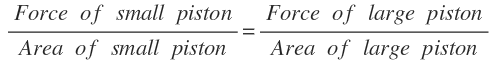 Force of small piston = Force of large piston
Area of small piston Area of large piston